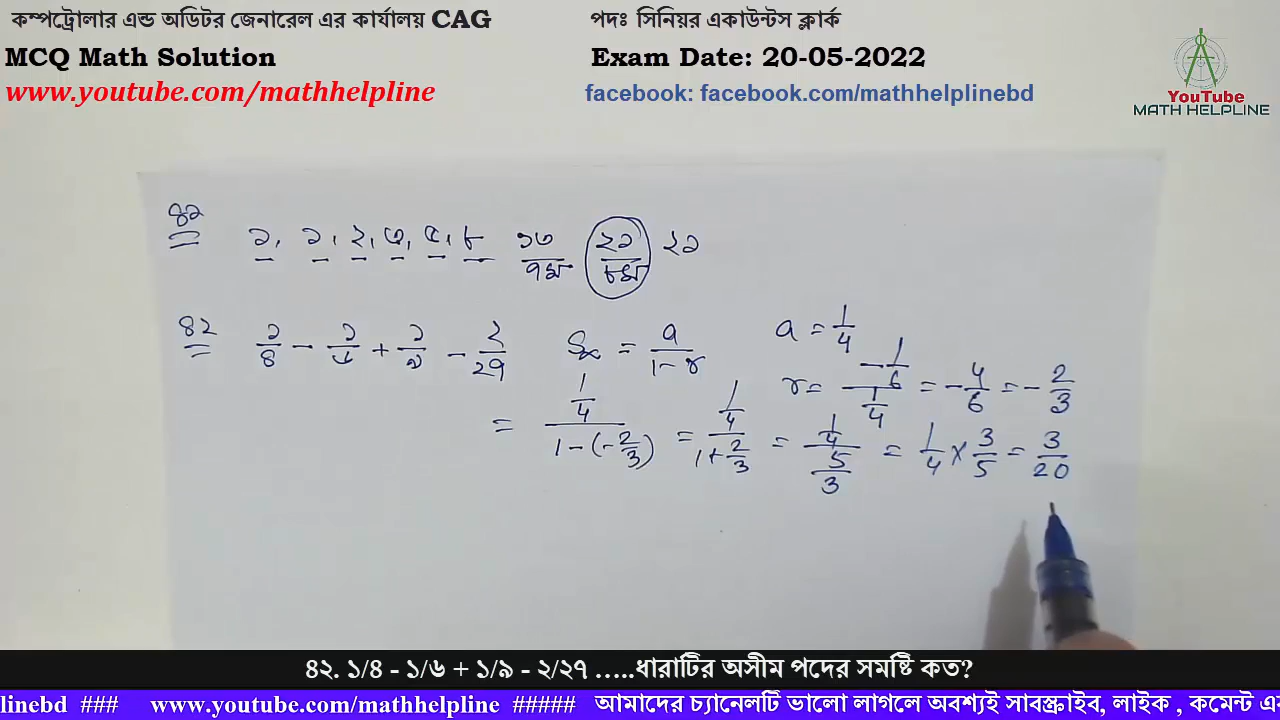 কম্পট্রোলার এন্ড অডিটর জেনারেল এর কার্যালয় CAG
পদঃ সিনিয়র একাউন্টস ক্লার্ক
MCQ Math Solution
Exam Date: 20-05-2022
www.youtube.com/mathhelpline
facebook: facebook.com/mathhelplinebd
YouTube
MATH HELPLINE
৪১ ১, ১, ২, ৩, ৫, ৮ ১৩/৭ম ২১/৮ম ২১
৪২ ১/৪ - ১/৬ + ১/৯ - ২/২৭ S∝ = a/1-r a = 1/4
r = -1/6 / 1/4 = -4/6 = -2/3
= 1/4 / 1-(-2/3) = 1/4 / 1+2/3 = 1/4 / 5/3 = 1/4 × 3/5 = 3/20
৪২. ১/৪ - ১/৬ + ১/৯ - ২/২৭ .....ধারাটির অসীম পদের সমষ্টি কত?
linebd ### www.youtube.com/mathhelpline ##### আমাদের চ্যানেলটি ভালো লাগলে অবশ্যই সাবস্ক্রাইব, লাইক , কমেন্ট এ